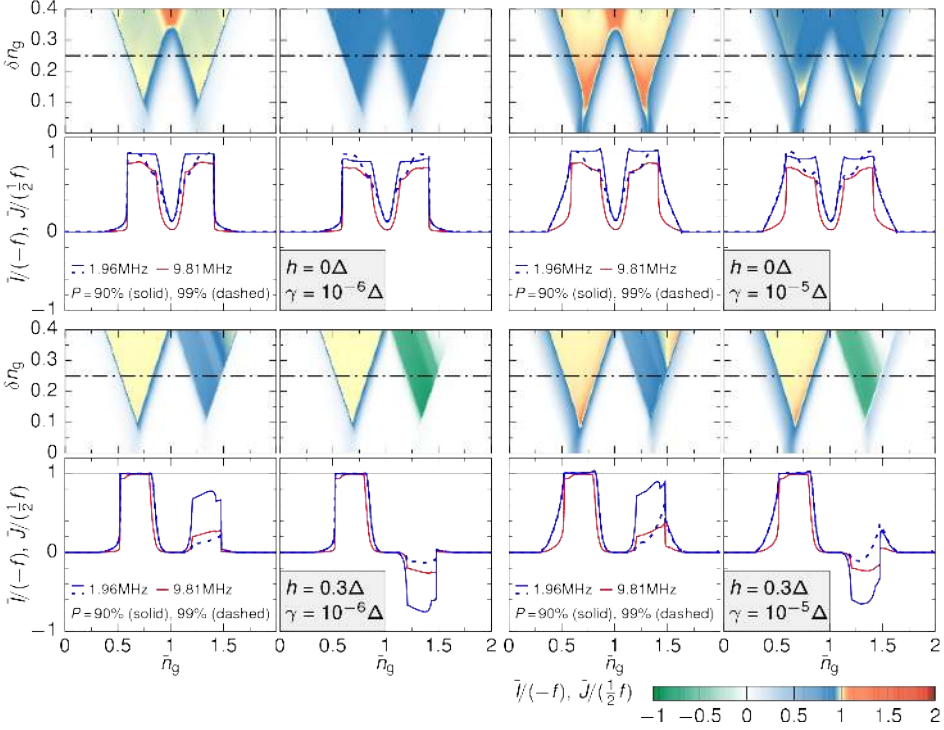 0.4
0.3
0.2
0.1
0
δn_g
1
Ī/(−f), J̄/(½f)
−1
1.96MHz 9.81MHz
P=90% (solid), 99% (dashed)
h = 0Δ
γ = 10⁻⁶Δ
1.96MHz 9.81MHz
P=90% (solid), 99% (dashed)
h = 0Δ
γ = 10⁻⁵Δ
0.4
0.3
0.2
0.1
0
δn_g
1
0
Ī/(−f), J̄/(½f)
−1
1.96MHz 9.81MHz
P=90% (solid), 99% (dashed)
h = 0.3Δ
γ = 10⁻⁶Δ
1.96MHz 9.81MHz
P=90% (solid), 99% (dashed)
h = 0.3Δ
γ = 10⁻⁵Δ
0 0.5 1 1.5 0 0.5 1 1.5 2 0 0.5 1 1.5 0 0.5 1 1.5 2
n̄_g n̄_g n̄_g n̄_g
Ī/(−f), J̄/(½f)
−1 −0.5 0 0.5 1 1.5 2